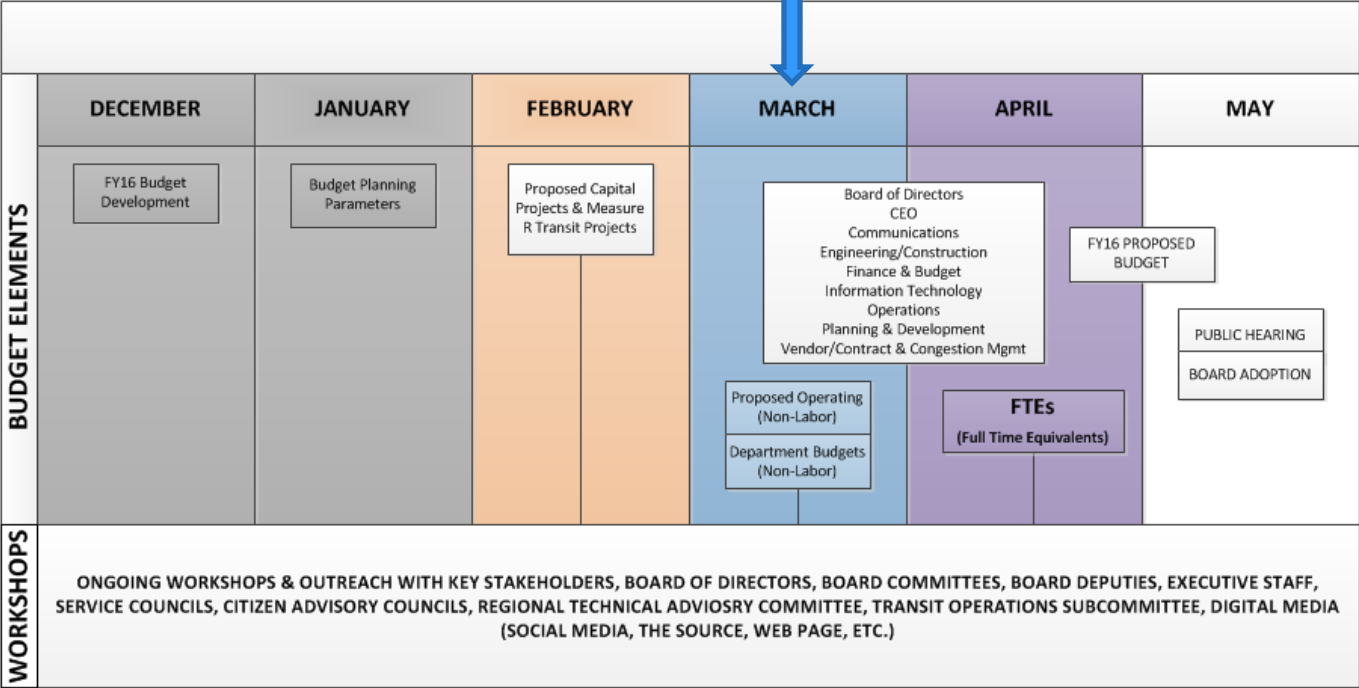 DECEMBER
JANUARY
FEBRUARY
MARCH
APRIL
MAY
BUDGET ELEMENTS
FY16 Budget
Development
Budget Planning
Parameters
Proposed Capital
Projects & Measure
R Transit Projects
Board of Directors
CEO
Communications
Engineering/Construction
Finance & Budget
Information Technology
Operations
Planning & Development
Vendor/Contract & Congestion Mgmt
Proposed Operating
(Non-Labor)
Department Budgets
(Non-Labor)
FTEs
(Full Time Equivalents)
FY16 PROPOSED
BUDGET
PUBLIC HEARING
BOARD ADOPTION
WORKSHOPS
ONGOING WORKSHOPS & OUTREACH WITH KEY STAKEHOLDERS, BOARD OF DIRECTORS, BOARD COMMITTEES, BOARD DEPUTIES, EXECUTIVE STAFF,
SERVICE COUNCILS, CITIZEN ADVISORY COUNCILS, REGIONAL TECHNICAL ADVIOSRY COMMITTEE, TRANSIT OPERATIONS SUBCOMMITTEE, DIGITAL MEDIA
(SOCIAL MEDIA, THE SOURCE, WEB PAGE, ETC.)